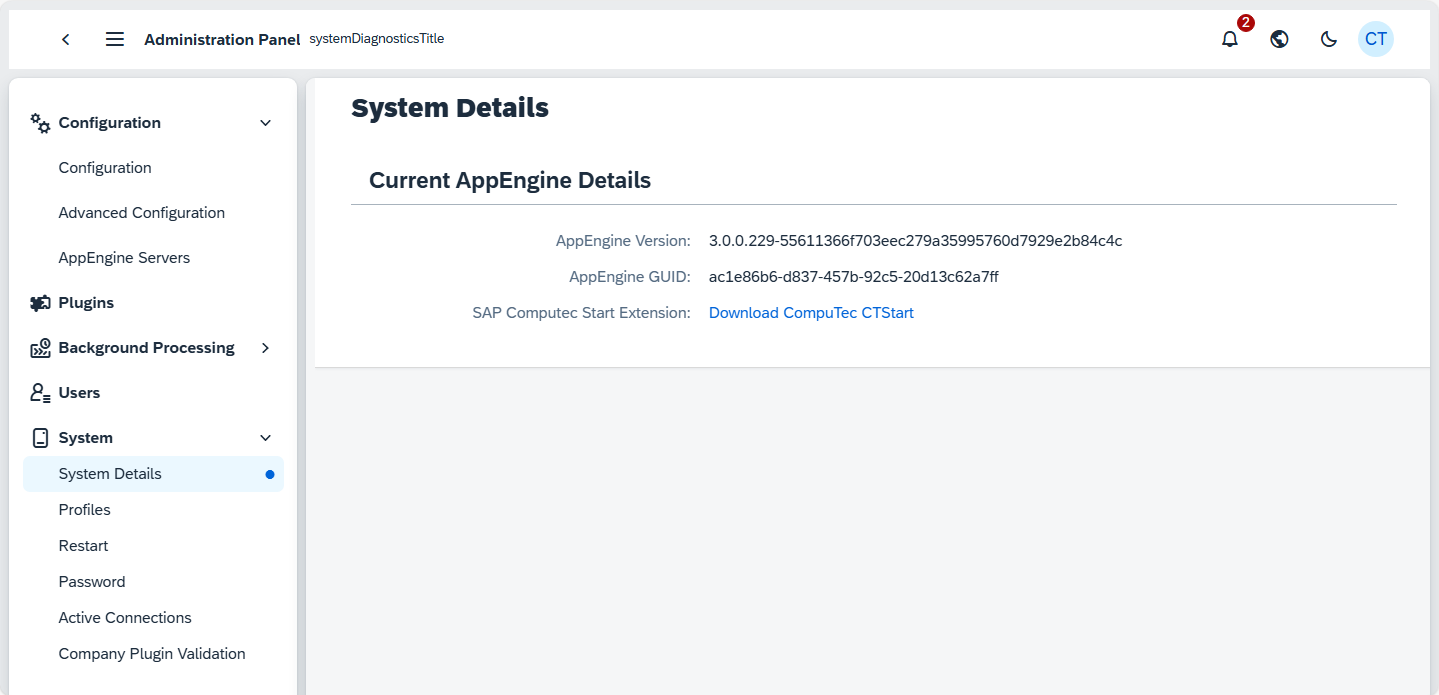 Administration Panel systemDiagnosticsTitle
2
CT
Configuration
Configuration
Advanced Configuration
AppEngine Servers
Plugins
Background Processing
Users
System
System Details
Profiles
Restart
Password
Active Connections
Company Plugin Validation
System Details
Current AppEngine Details
AppEngine Version: 3.0.0.229-55611366f703eec279a35995760d7929e2b84c4c
AppEngine GUID: ac1e86b6-d837-457b-92c5-20d13c62a7ff
SAP Computec Start Extension: Download CompuTec CTStart